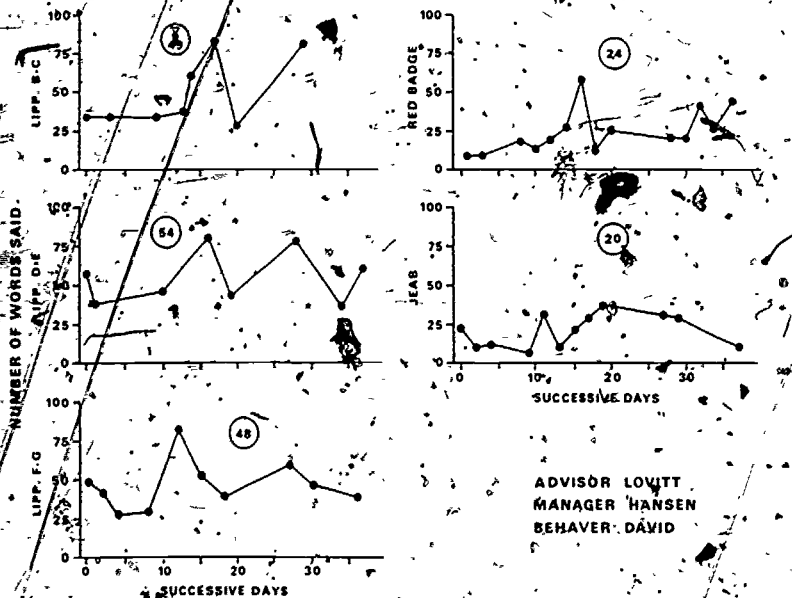 NUMBER OF WORDS SAID
LIPP. B-C
100
75
50
25
0
LIPP. D-E
100
75
50
25
0
54
LIPP. F-G
100
75
50
25
0
48
0 10 20 30
SUCCESSIVE DAYS
RED BADGE
100
75
50
25
0
24
JEAB
100
75
50
25
0
20
0 10 20 30
SUCCESSIVE DAYS
ADVISOR LOVITT
MANAGER HANSEN
BEHAVER DAVID